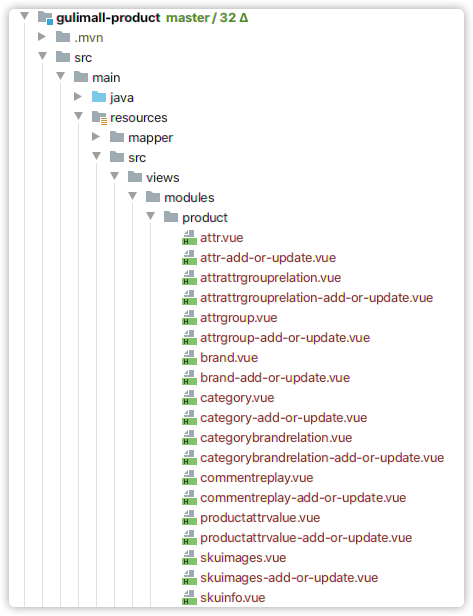 gulimall-product master / 32 Δ
.mvn
src
main
java
resources
mapper
src
views
modules
product
attr.vue
attr-add-or-update.vue
attrattrgrouprelation.vue
attrattrgrouprelation-add-or-update.vue
attrgroup.vue
attrgroup-add-or-update.vue
brand.vue
brand-add-or-update.vue
category.vue
category-add-or-update.vue
categorybrandrelation.vue
categorybrandrelation-add-or-update.vue
commentreplay.vue
commentreplay-add-or-update.vue
productattrvalue.vue
productattrvalue-add-or-update.vue
skuimages.vue
skuimages-add-or-update.vue
skuinfo.vue